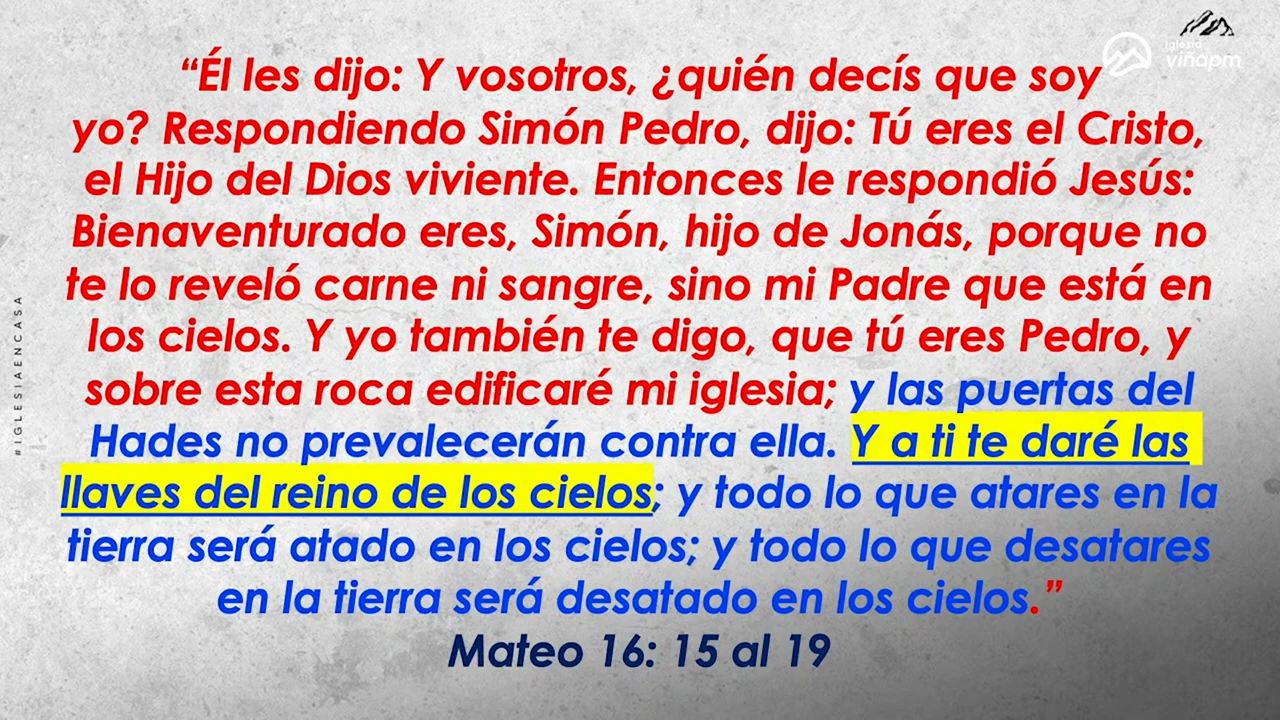 iglesia
viñapm
“Él les dijo: Y vosotros, ¿quién decís que soy
yo? Respondiendo Simón Pedro, dijo: Tú eres el Cristo,
el Hijo del Dios viviente. Entonces le respondió Jesús:
Bienaventurado eres, Simón, hijo de Jonás, porque no
te lo reveló carne ni sangre, sino mi Padre que está en
los cielos. Y yo también te digo, que tú eres Pedro, y
sobre esta roca edificaré mi iglesia; y las puertas del
Hades no prevalecerán contra ella. Y a ti te daré las
llaves del reino de los cielos; y todo lo que atares en la
tierra será atado en los cielos; y todo lo que desatares
en la tierra será desatado en los cielos.”
Mateo 16: 15 al 19
#IGLESIAENCASA